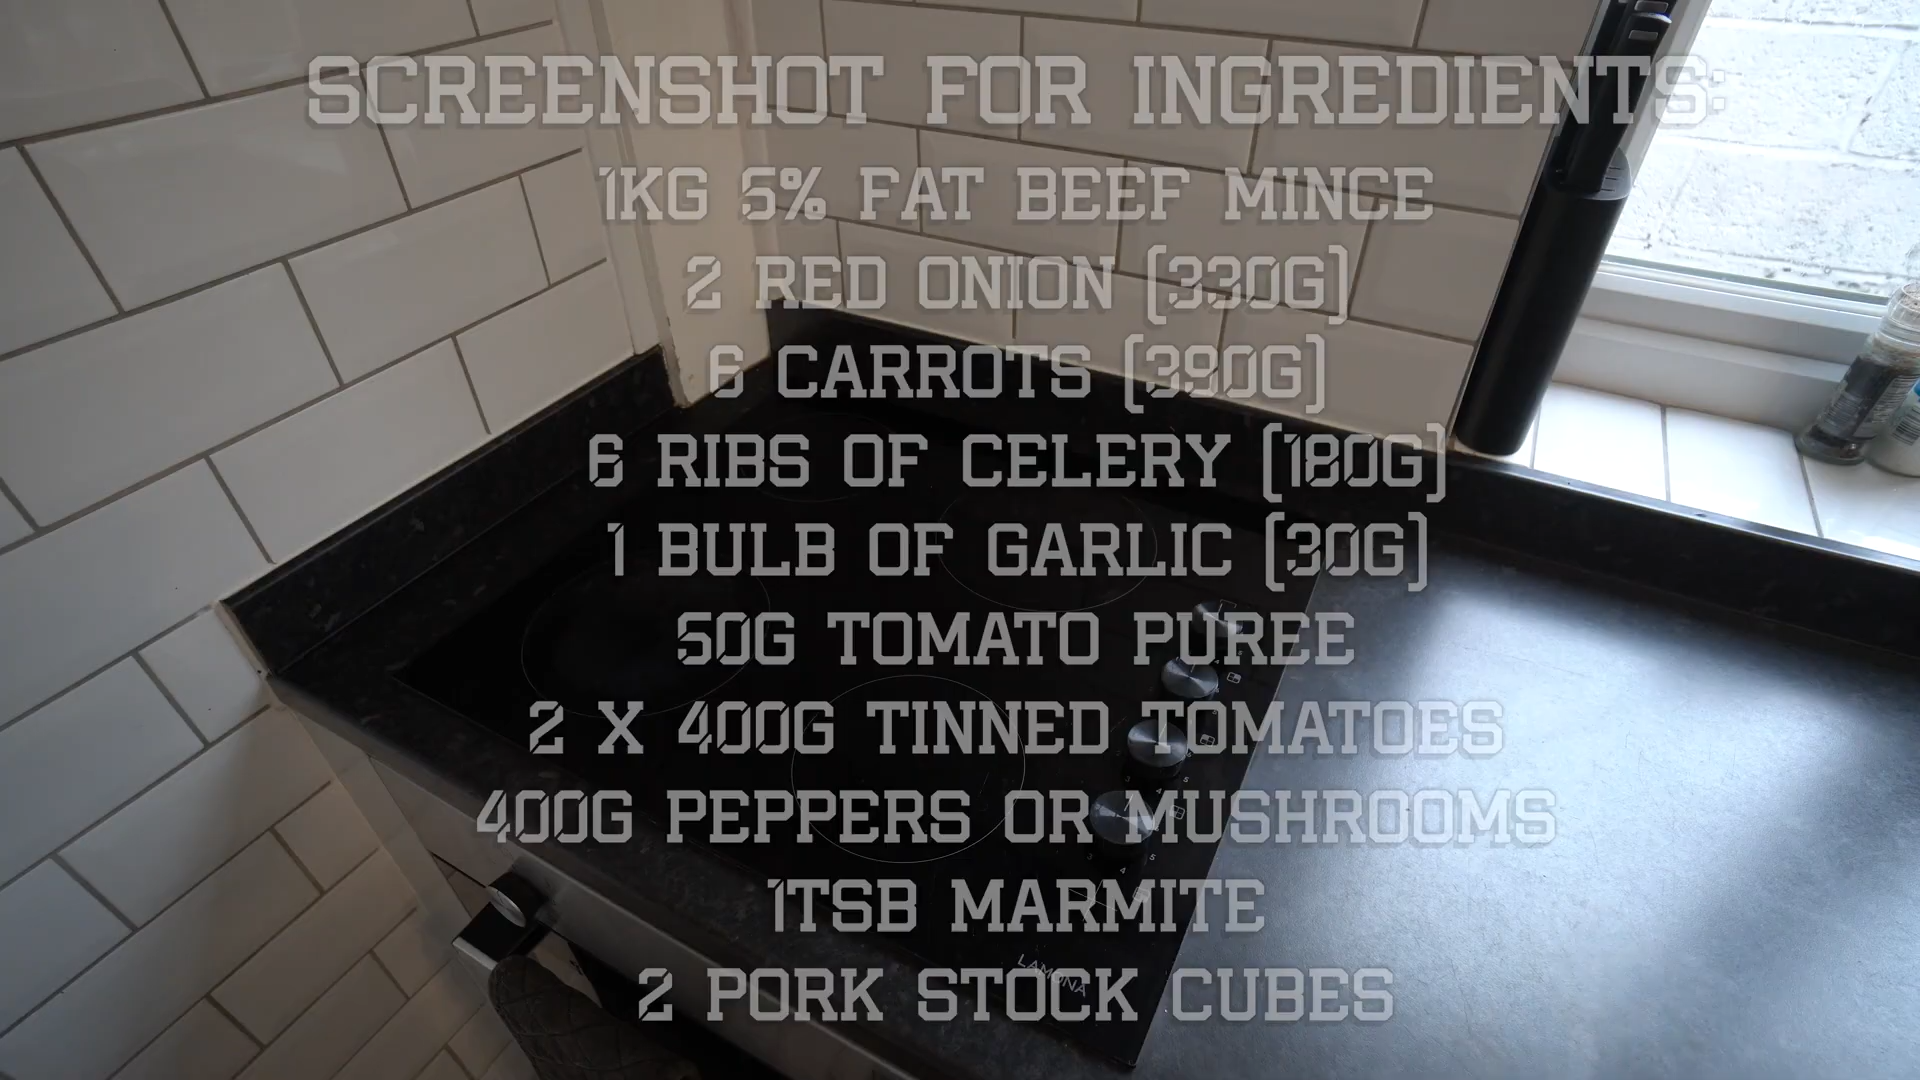 SCREENSHOT FOR INGREDIENTS:
1KG 5% FAT BEEF MINCE
2 RED ONION (330G)
6 CARROTS (390G)
6 RIBS OF CELERY (180G)
1 BULB OF GARLIC (30G)
50G TOMATO PUREE
2 X 400G TINNED TOMATOES
400G PEPPERS OR MUSHROOMS
1TSB MARMITE
LAMONA
2 PORK STOCK CUBES